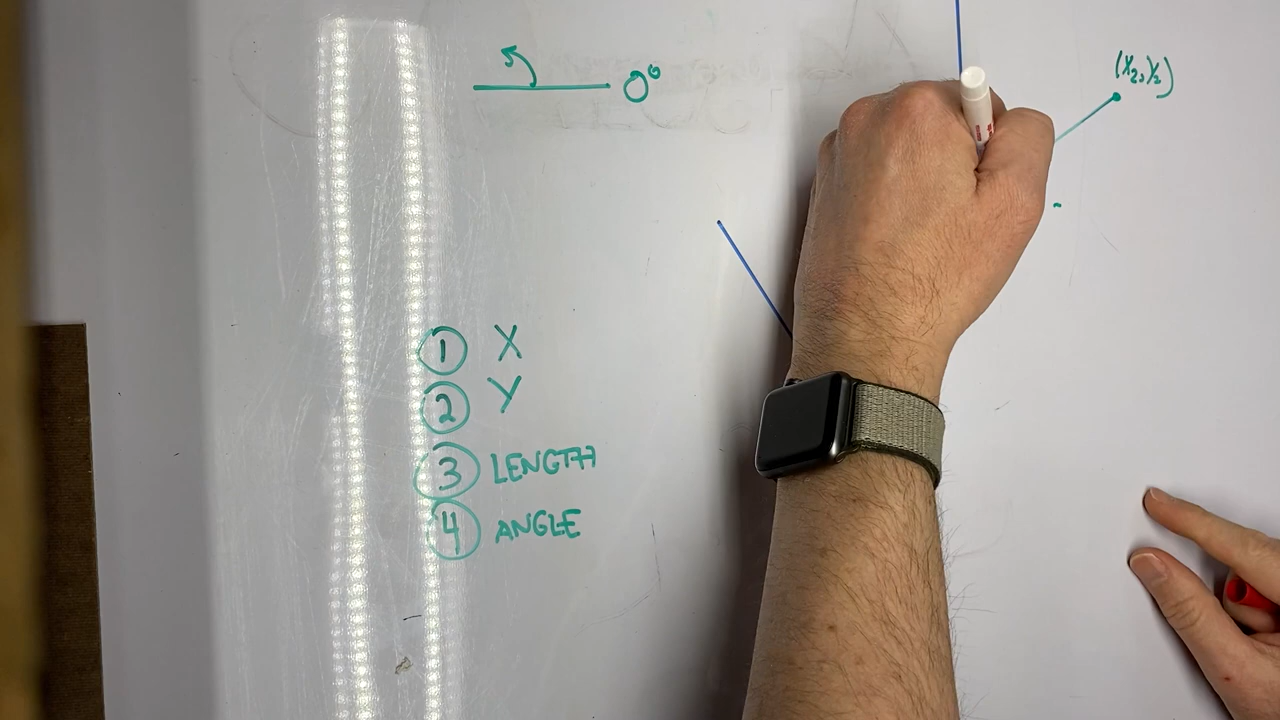 0°
(X₂, Y₂)
① X
② Y
③ LENGTH
④ ANGLE